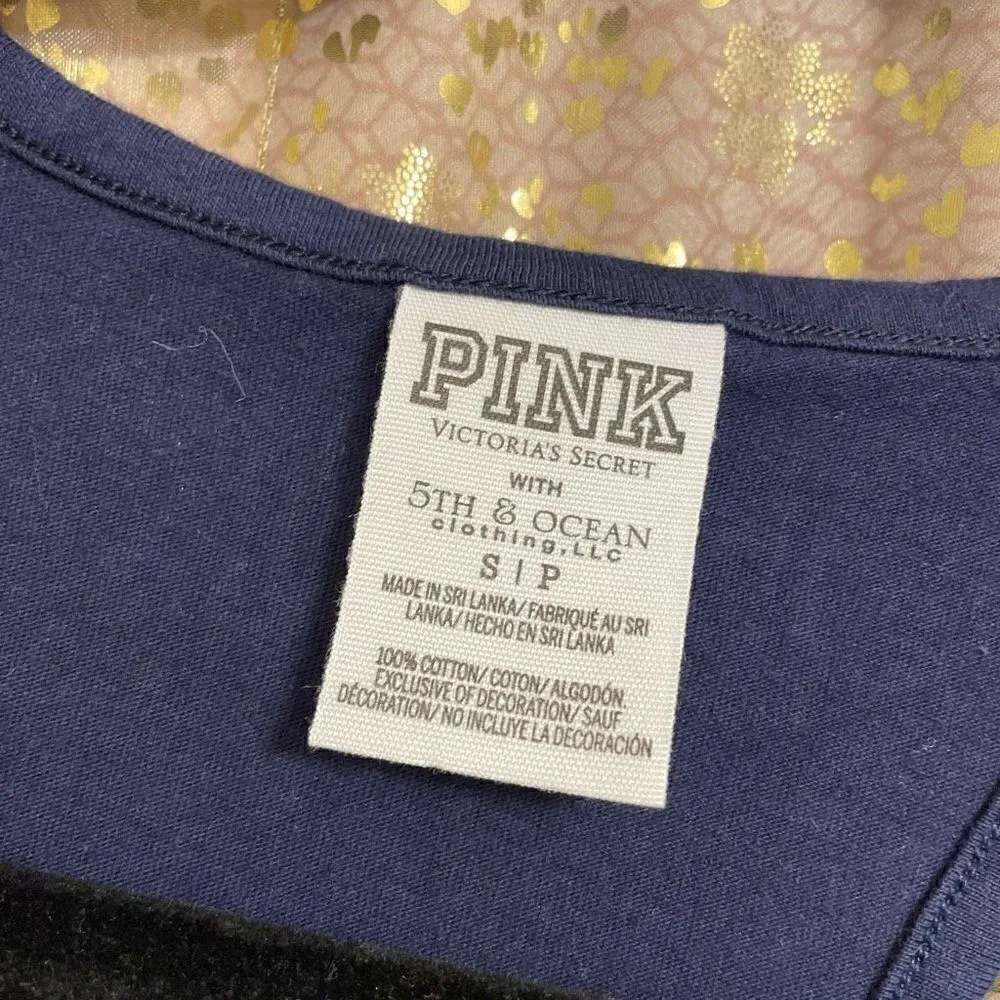 PINK
VICTORIA'S SECRET
WITH
5TH & OCEAN
clothing, LLC
S | P
MADE IN SRI LANKA/ FABRIQUÉ AU SRI
LANKA/ HECHO EN SRI LANKA
100% COTTON/ COTON/ ALGODÓN.
EXCLUSIVE OF DECORATION/ SAUF
DÉCORATION/ NO INCLUYE LA DECORACIÓN